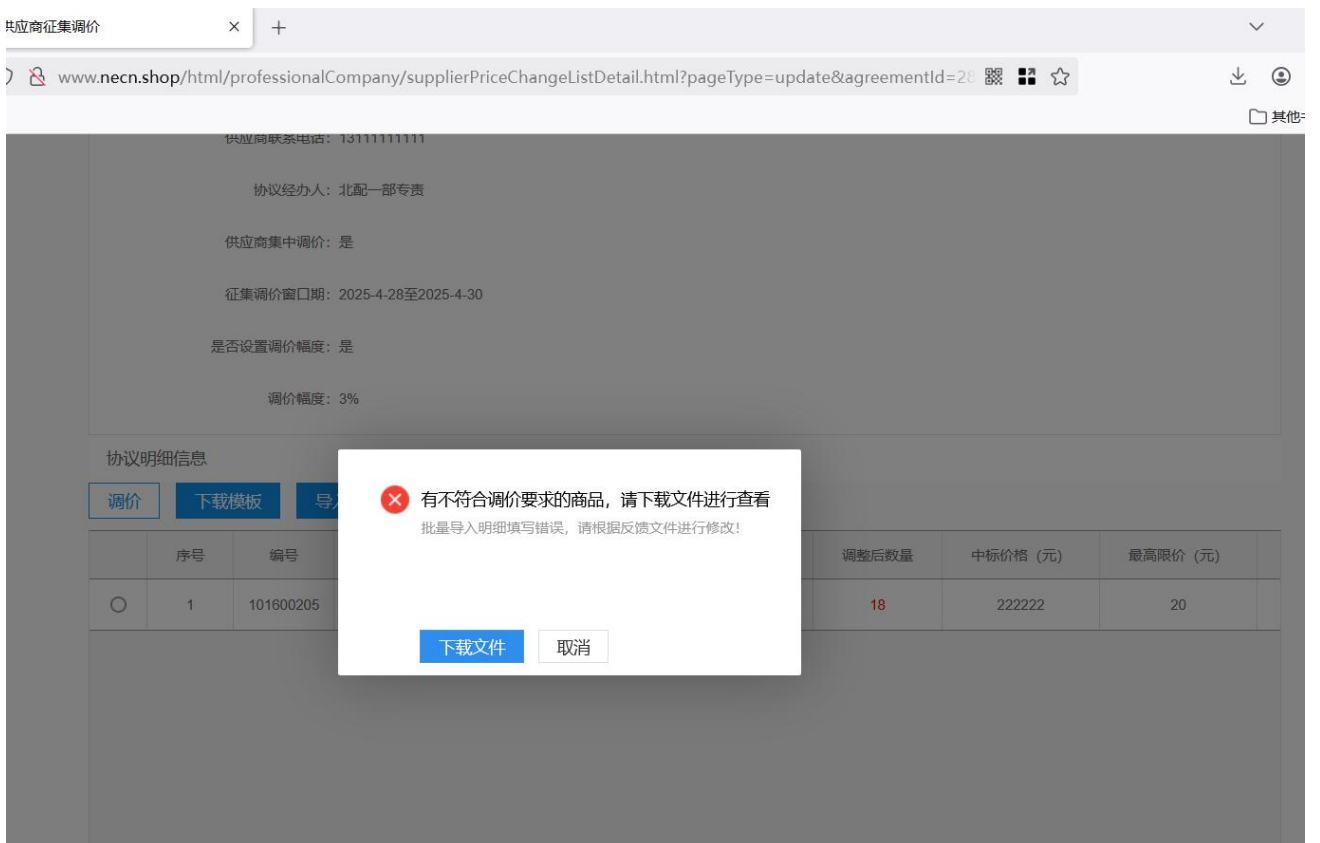 供应商征集调价
www.necn.shop/html/professionalCompany/supplierPriceChangeListDetail.html?pageType=update&agreementId=28
其他
供应商联系电话：13111111111
协议经办人：北配一部专责
供应商集中调价：是
征集调价窗口期：2025-4-28至2025-4-30
是否设置调价幅度：是
调价幅度：3%
协议明细信息
调价 下载模板 导
有不符合调价要求的商品，请下载文件进行查看
批量导入明细填写错误，请根据反馈文件进行修改！
序号 编号 调整后数量 中标价格（元） 最高限价（元）
1 101600205 18 222222 20
下载文件 取消